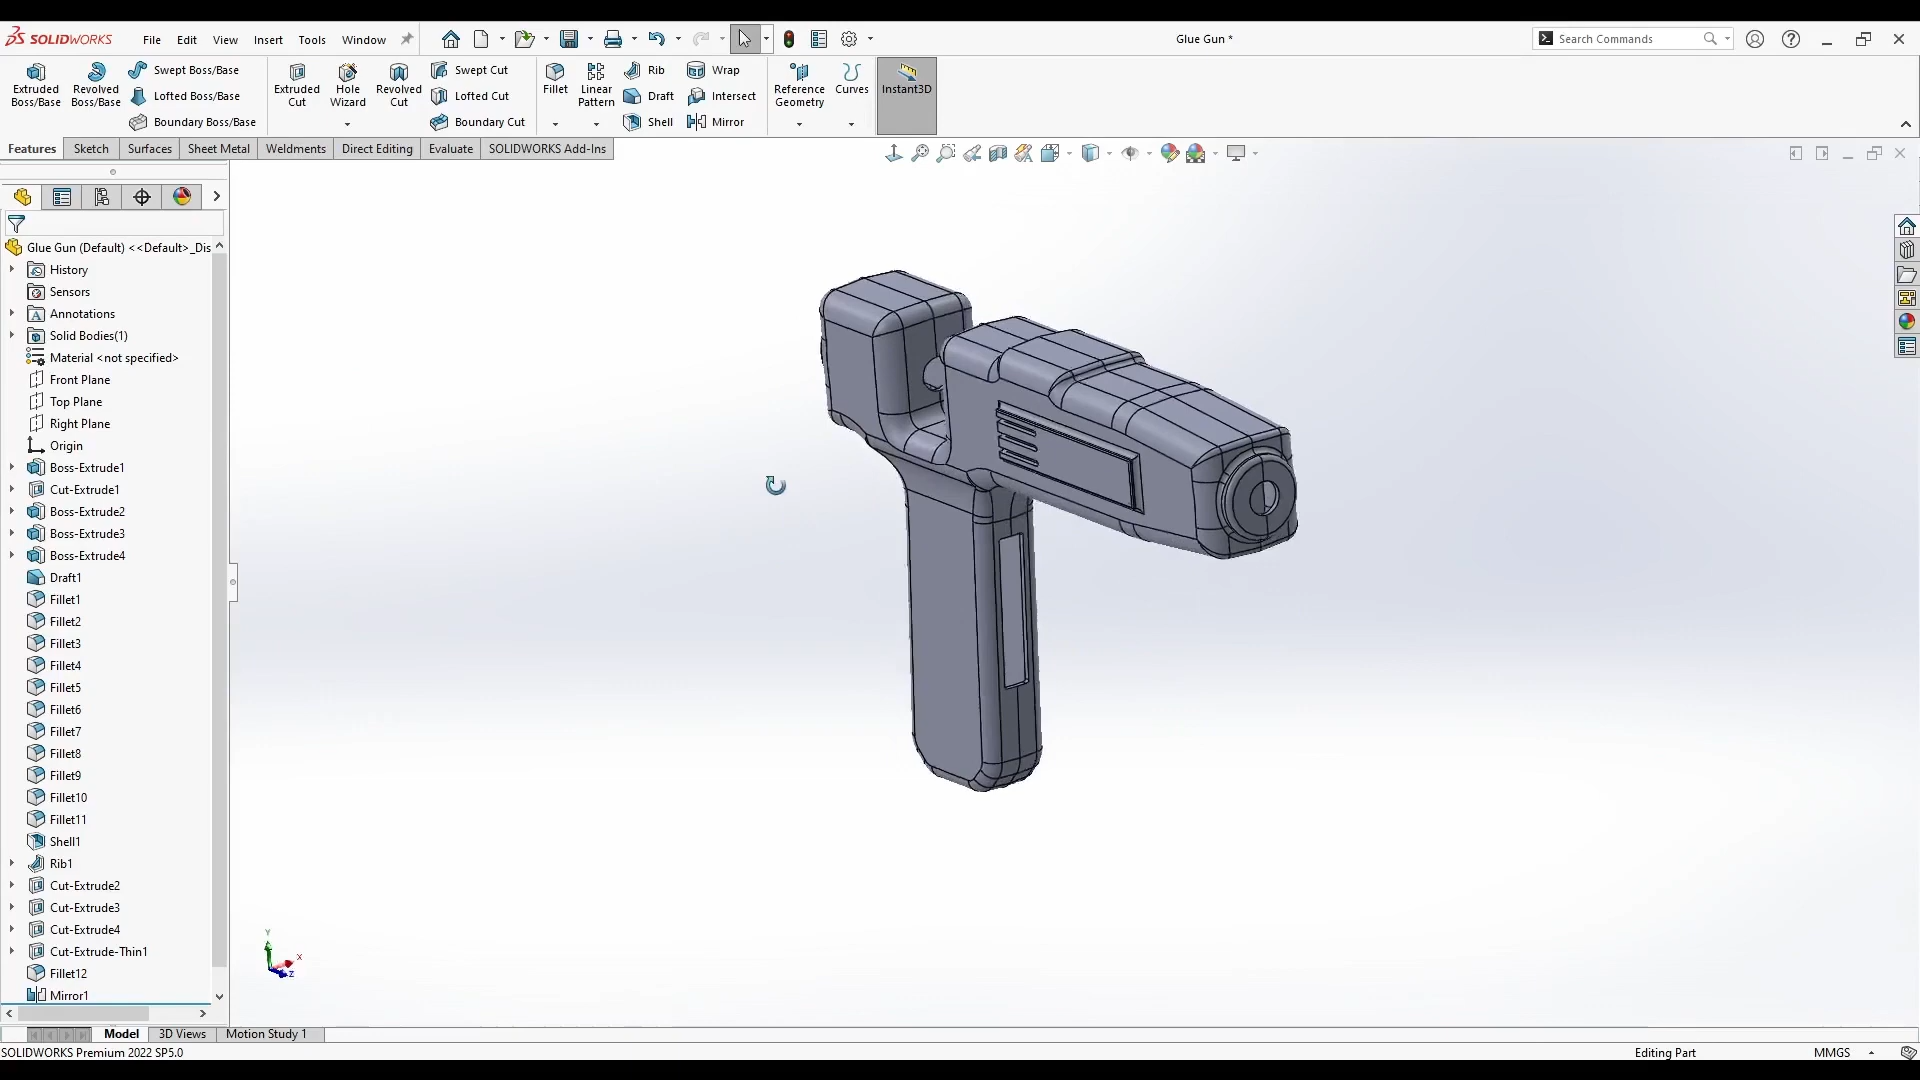 SOLIDWORKS
File Edit View Insert Tools Window
Glue Gun *
Search Commands
Extruded Boss/Base
Revolved Boss/Base
Swept Boss/Base
Lofted Boss/Base
Boundary Boss/Base
Extruded Cut
Hole Wizard
Revolved Cut
Swept Cut
Lofted Cut
Boundary Cut
Fillet
Linear Pattern
Rib
Draft
Shell
Wrap
Intersect
Mirror
Reference Geometry
Curves
Instant3D
Features Sketch Surfaces Sheet Metal Weldments Direct Editing Evaluate SOLIDWORKS Add-Ins
Glue Gun (Default) <<Default>_Dis
History
Sensors
A Annotations
Solid Bodies(1)
Material <not specified>
Front Plane
Top Plane
Right Plane
Origin
Boss-Extrude1
Cut-Extrude1
Boss-Extrude2
Boss-Extrude3
Boss-Extrude4
Draft1
Fillet1
Fillet2
Fillet3
Fillet4
Fillet5
Fillet6
Fillet7
Fillet8
Fillet9
Fillet10
Fillet11
Shell1
Rib1
Cut-Extrude2
Cut-Extrude3
Cut-Extrude4
Cut-Extrude-Thin1
Fillet12
Mirror1
Y
X
Z
Model 3D Views Motion Study 1
SOLIDWORKS Premium 2022 SP5.0
Editing Part
MMGS